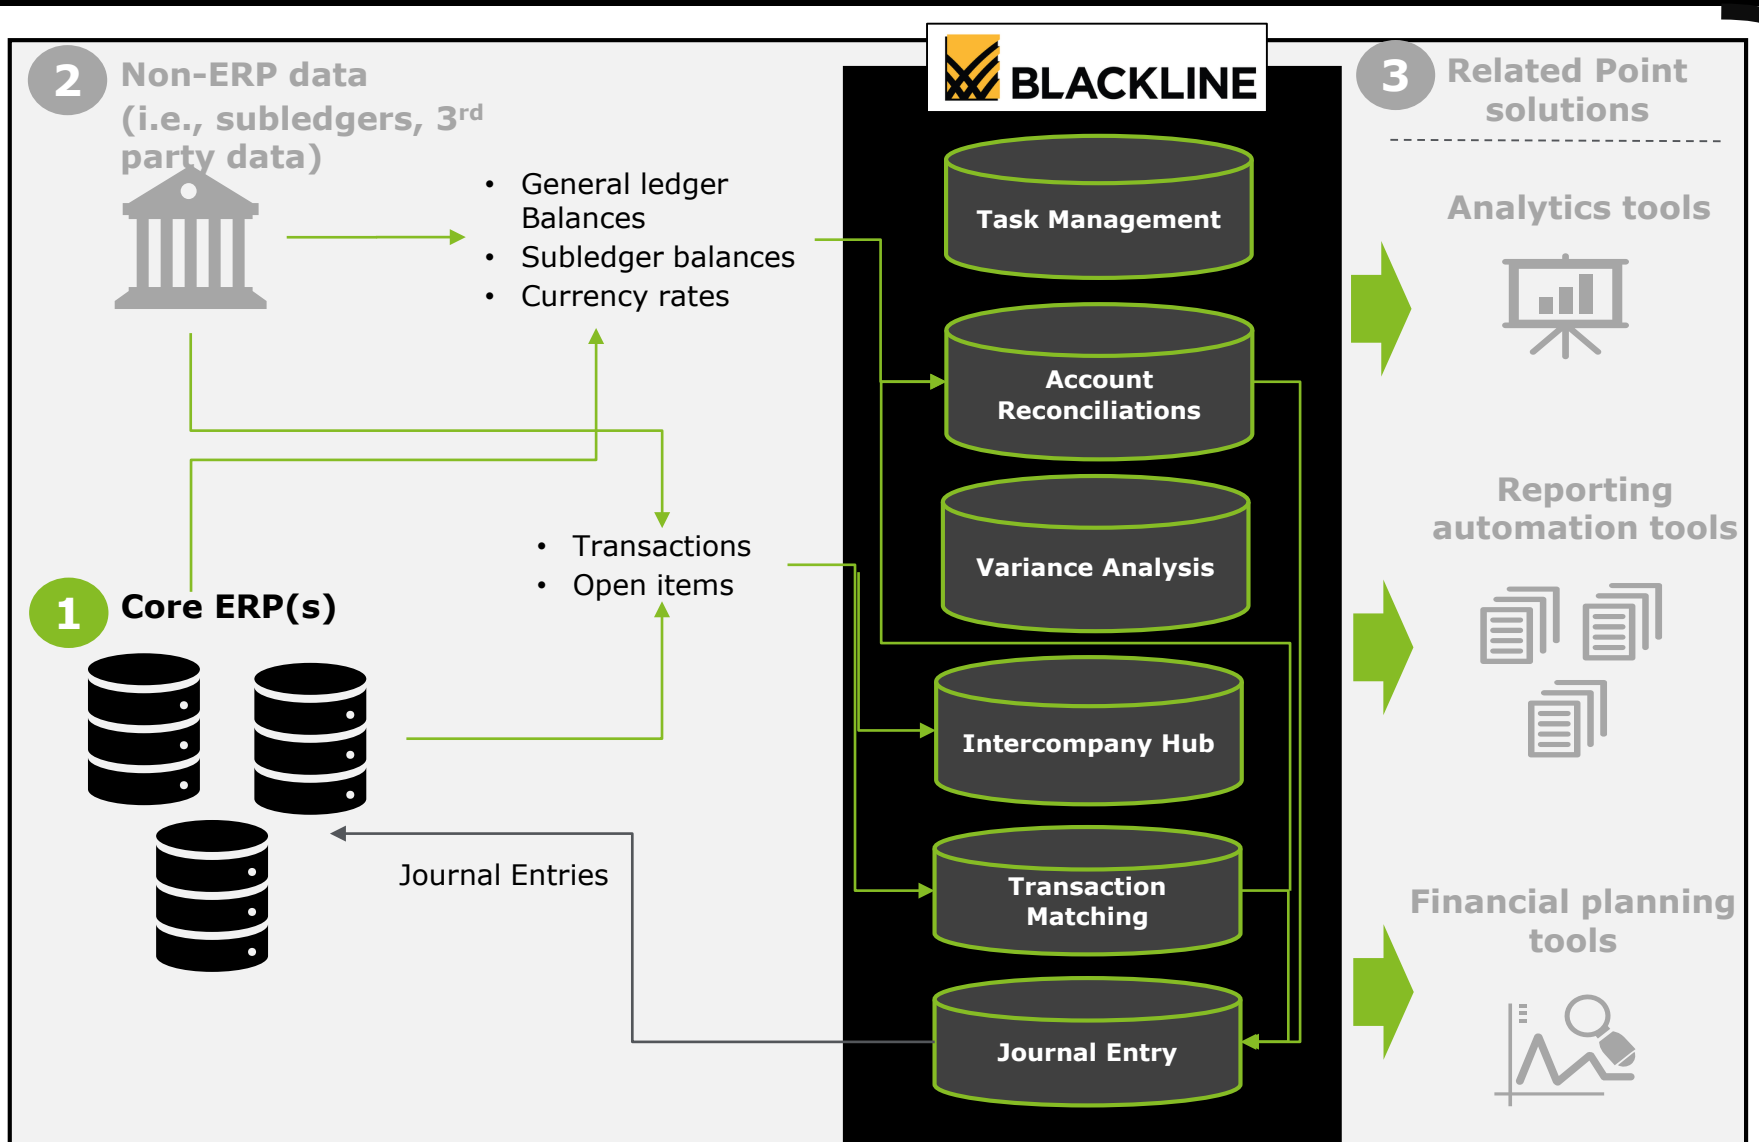 2
Non-ERP data
(i.e., subledgers, 3rd
party data)
• General ledger
Balances
• Subledger balances
• Currency rates
• Transactions
• Open items
1
Core ERP(s)
Journal Entries
BLACKLINE
Task Management
Account
Reconciliations
Variance Analysis
Intercompany Hub
Transaction
Matching
Journal Entry
3
Related Point
solutions
Analytics tools
Reporting
automation tools
Financial planning
tools